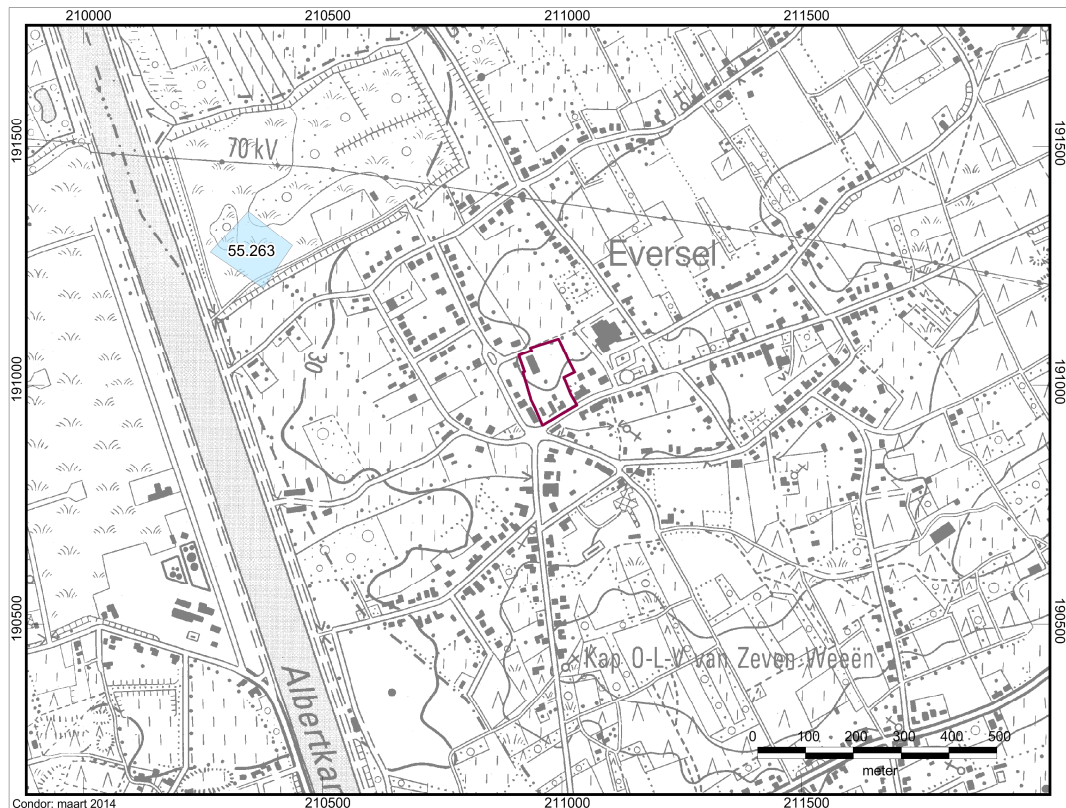 210000 210500 211000 211500
191500
191500
70 kV
55.263
Eversel
30
191000
191000
190500
190500
Kap O-L-V van Zeven Weeën
Albertkan
0 100 200 300 400 500
meter
210500 211000 211500
Condor: maart 2014